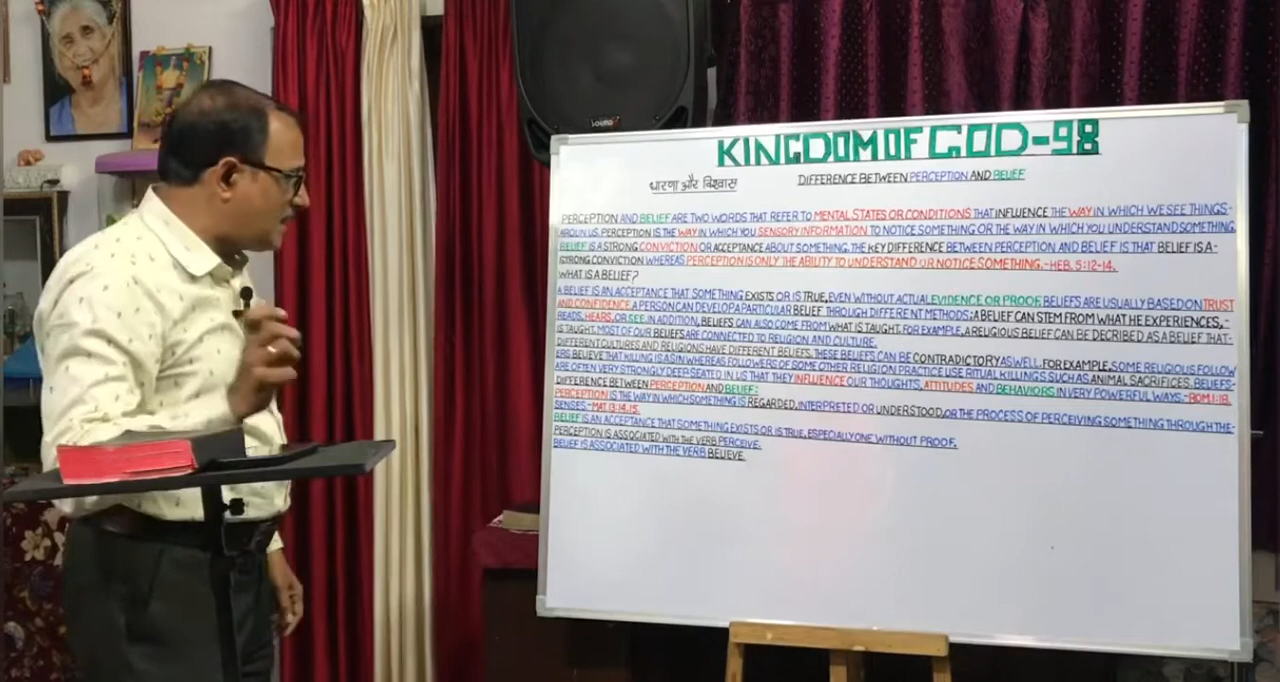 KINGDOM OF GOD-98
धारणा और विश्वास
DIFFERENCE BETWEEN PERCEPTION AND BELIEF
PERCEPTION AND BELIEF ARE TWO WORDS THAT REFER TO MENTAL STATES OR CONDITIONS THAT INFLUENCE THE WAY IN WHICH WE SEE THINGS-
AROUN US. PERCEPTION IS THE WAY IN WHICH YOU SENSORY INFORMATION TO NOTICE SOMETHING OR THE WAY IN WHICH YOU UNDERSTAND SOMETHING.
BELIEF IS A STRONG CONVICTION OR ACCEPTANCE ABOUT SOMETHING. THE KEY DIFFERENCE BETWEEN PERCEPTION AND BELIEF IS THAT BELIEF IS A-
STRONG CONVICTION WHEREAS PERCEPTION IS ONLY THE ABILITY TO UNDERSTAND OR NOTICE SOMETHING.-HEB. 5:12-14.
WHAT IS A BELIEF?
A BELIEF IS AN ACCEPTANCE THAT SOMETHING EXISTS OR IS TRUE, EVEN WITHOUT ACTUAL EVIDENCE OR PROOF BELIEFS ARE USUALLY BASED ON TRUST
AND CONFIDENCE. A PERSON CAN DEVELOP A PARTICULAR BELIEF THROUGH DIFFERENT METHODS: A BELIEF CAN STEM FROM WHAT HE EXPERIENCES,-
READS, HEARS, OR SEE. IN ADDITION, BELIEFS CAN ALSO COME FROM WHAT IS TAUGHT. FOR EXAMPLE, A RELIGIOUS BELIEF CAN BE DECRIBED AS A BELIEF THAT-
IS TAUGHT. MOST OF OUR BELIEFS ARE CONNECTED TO RELIGION AND CULTURE.
DIFFERENT CULTURES AND RELIGIONS HAVE DIFFERENT BELIEFS. THESE BELIEFS CAN BE CONTRADICTORY AS WELL. FOR EXAMPLE, SOME RELIGIOUS FOLLOW
ERS BELIEVE THAT KILLING IS A SIN WHEREAS FOLLOWERS OF SOME OTHER RELIGION PRACTICE USE RITUAL KILLINGS SUCH AS ANIMAL SACRIFICES. BELIEFS-
ARE OFTEN VERY STRONGLY DEEP SEATED IN US THAT THEY INFLUENCE OUR THOUGHTS, ATTITUDES AND BEHAVIORS IN VERY POWERFUL WAYS.-ROM.1:18.
DIFFERENCE BETWEEN PERCEPTION AND BELIEF:
PERCEPTION IS THE WAY IN WHICH SOMETHING IS REGARDED, INTERPRETED OR UNDERSTOOD, OR THE PROCESS OF PERCEIVING SOMETHING THROUGH THE-
SENSES-MAT. 13:14,15.
BELIEF IS AN ACCEPTANCE THAT SOMETHING EXISTS OR IS TRUE, ESPECIALLY ONE WITHOUT PROOF.
PERCEPTION IS ASSOCIATED WITH THE VERB PERCEIVE.
BELIEF IS ASSOCIATED WITH THE VERB BELIEVE.